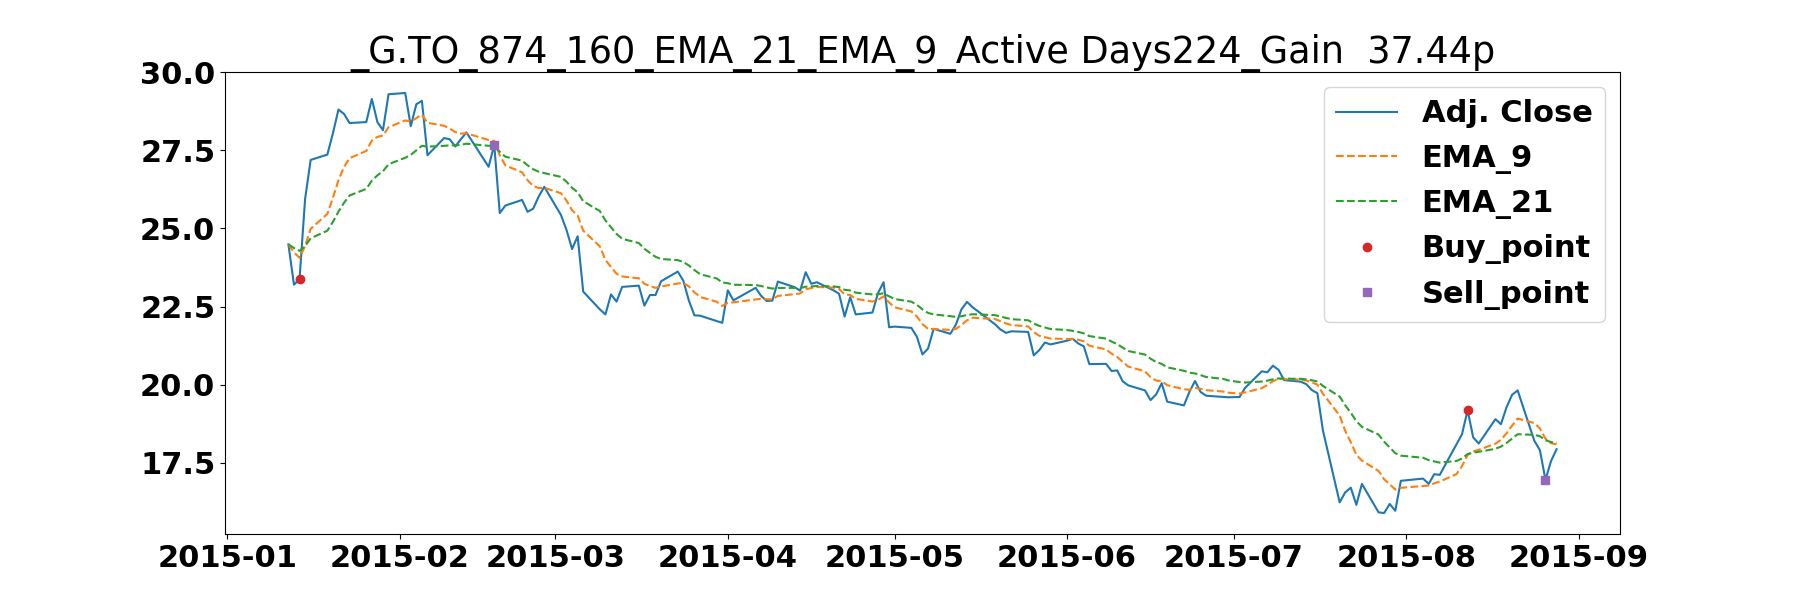 _G.TO_874_160_EMA_21_EMA_9_Active Days224_Gain  37.44p
30.0
27.5
25.0
22.5
20.0
17.5
Adj. Close
EMA_9
EMA_21
Buy_point
Sell_point
2015-01 2015-02 2015-03 2015-04 2015-05 2015-06 2015-07 2015-08 2015-09